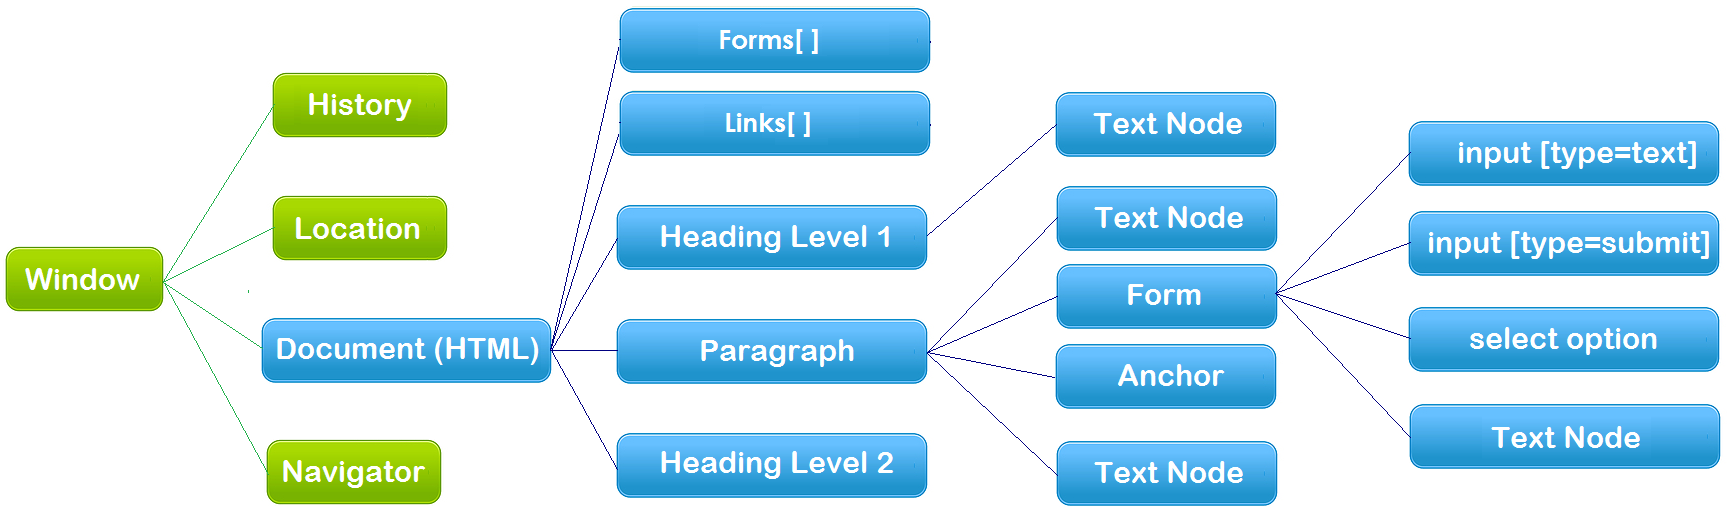 Window
History
Location
Document (HTML)
Navigator
Forms[ ]
Links[ ]
Heading Level 1
Paragraph
Heading Level 2
Text Node
Text Node
Form
Anchor
Text Node
input [type=text]
input [type=submit]
select option
Text Node